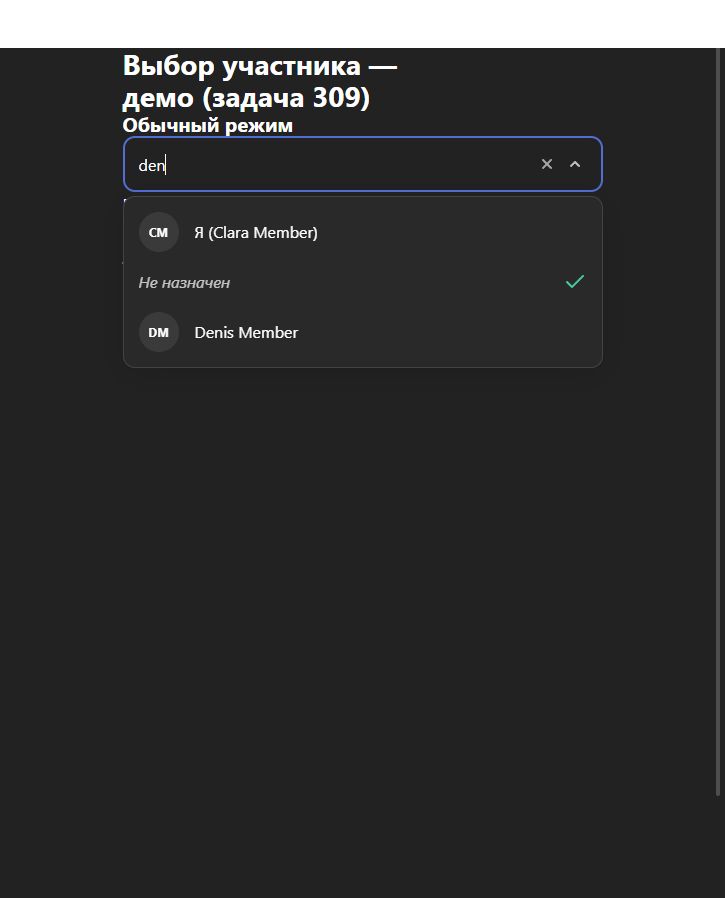 Выбор участника —
демо (задача 309)
Обычный режим
den
CM Я (Clara Member)
Не назначен
DM Denis Member